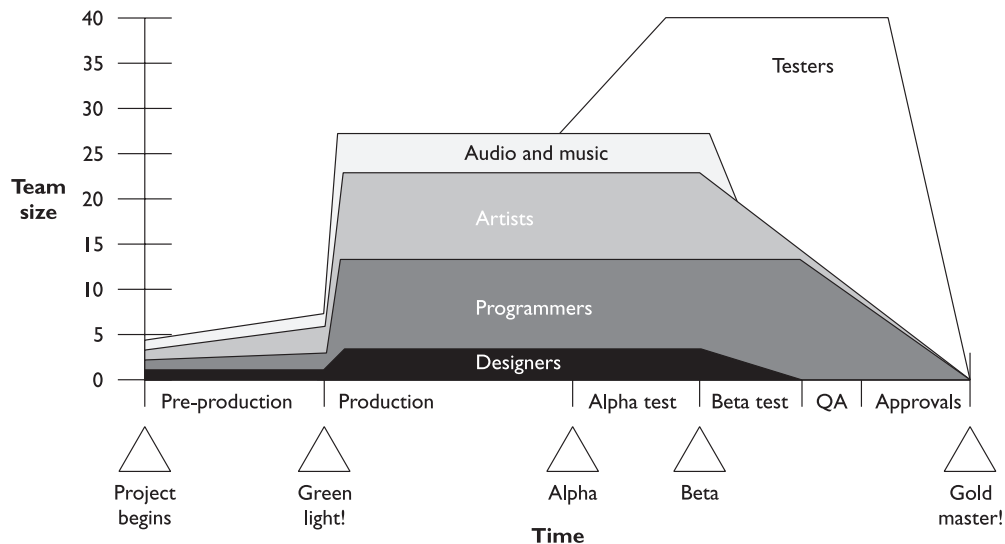 40
35
30
25
20
15
10
5
0
Team
size
Testers
Audio and music
Artists
Programmers
Designers
Pre-production
Production
Alpha test
Beta test
QA
Approvals
Project
begins
Green
light!
Alpha
Beta
Gold
master!
Time